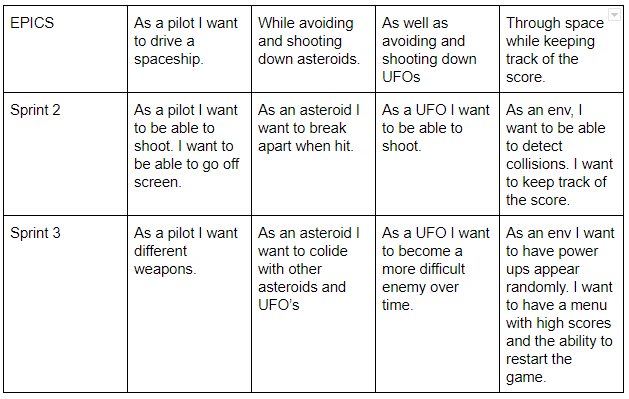 EPICS
As a pilot I want
to drive a
spaceship.
While avoiding
and shooting
down asteroids.
As well as
avoiding and
shooting down
UFOs
Through space
while keeping
track of the
score.
Sprint 2
As a pilot I want
to be able to
shoot. I want to
be able to go off
screen.
As an asteroid I
want to break
apart when hit.
As a UFO I want
to be able to
shoot.
As an env, I
want to be able
to detect
collisions. I want
to keep track of
the score.
Sprint 3
As a pilot I want
different
weapons.
As an asteroid I
want to colide
with other
asteroids and
UFO's
As a UFO I want
to become a
more difficult
enemy over
time.
As an env I want
to have power
ups appear
randomly. I want
to have a menu
with high scores
and the ability to
restart the
game.